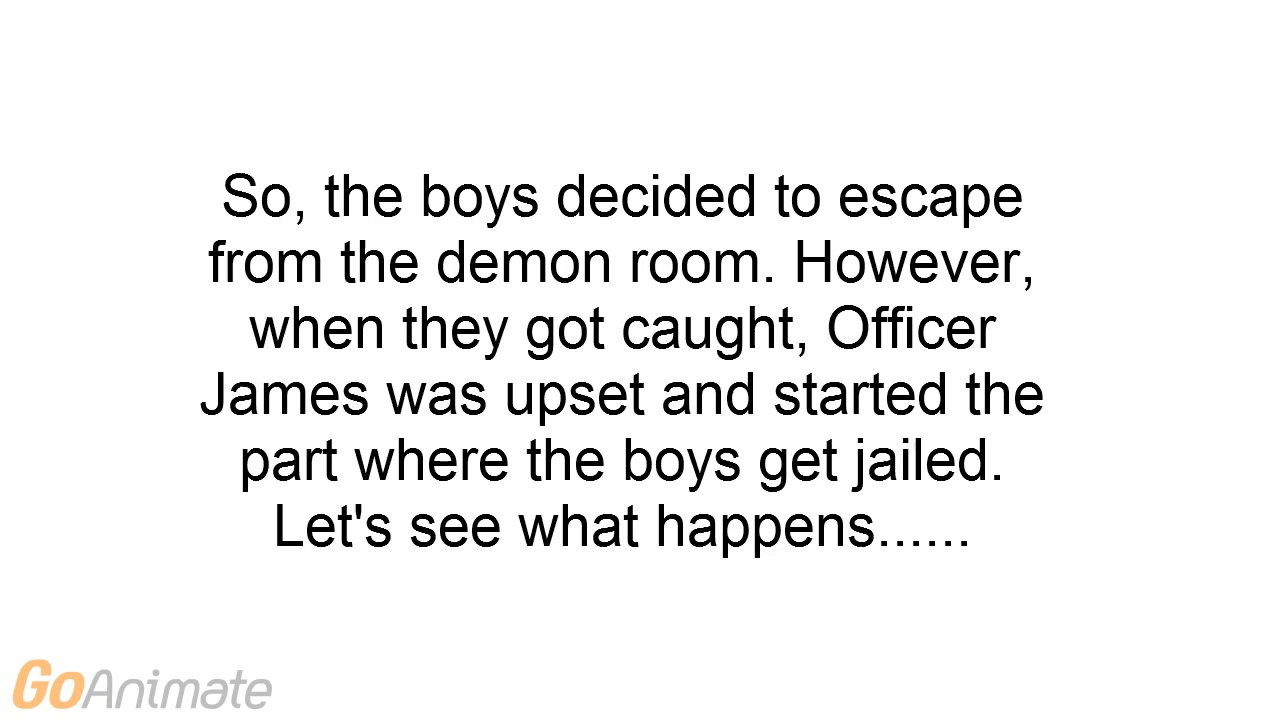 So, the boys decided to escape
from the demon room. However,
when they got caught, Officer
James was upset and started the
part where the boys get jailed.
Let's see what happens......
GoAnimate